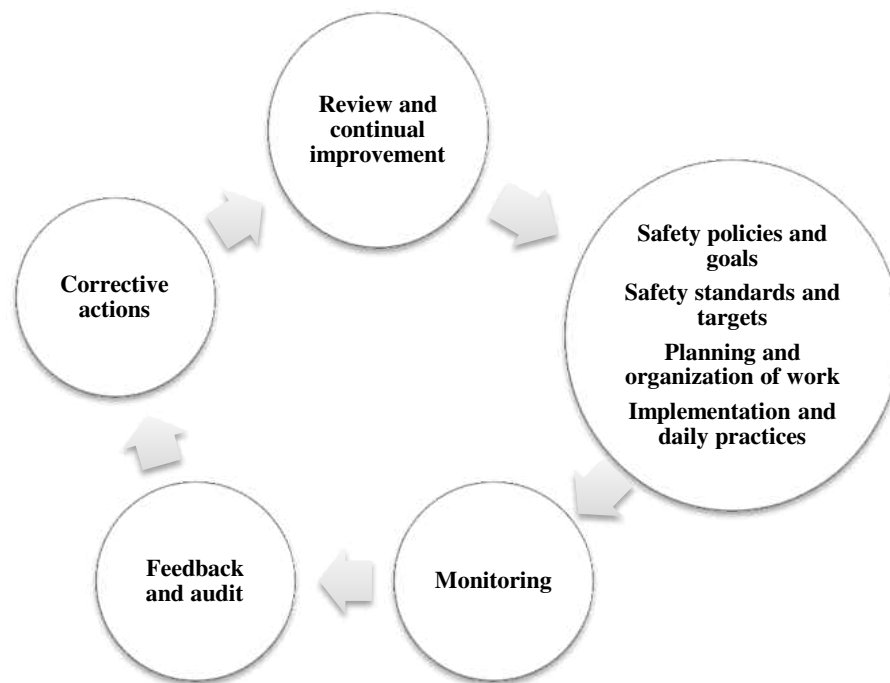 Review and
continual
improvement
Safety policies and
goals
Safety standards and
targets
Planning and
organization of work
Implementation and
daily practices
Monitoring
Feedback
and audit
Corrective
actions